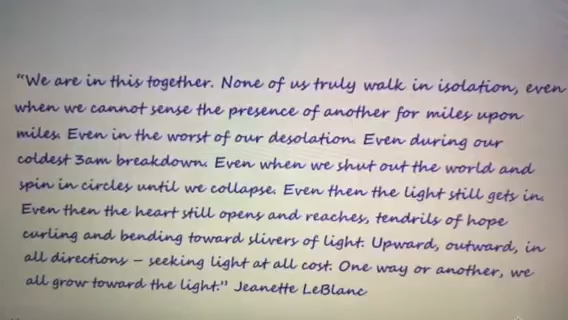 “We are in this together. None of us truly walk in isolation, even
when we cannot sense the presence of another for miles upon
miles. Even in the worst of our desolation. Even during our
coldest 3am breakdown. Even when we shut out the world and
spin in circles until we collapse. Even then the light still gets in.
Even then the heart still opens and reaches, tendrils of hope
curling and bending toward slivers of light. Upward, outward, in
all directions – seeking light at all cost. One way or another, we
all grow toward the light." Jeanette LeBlanc